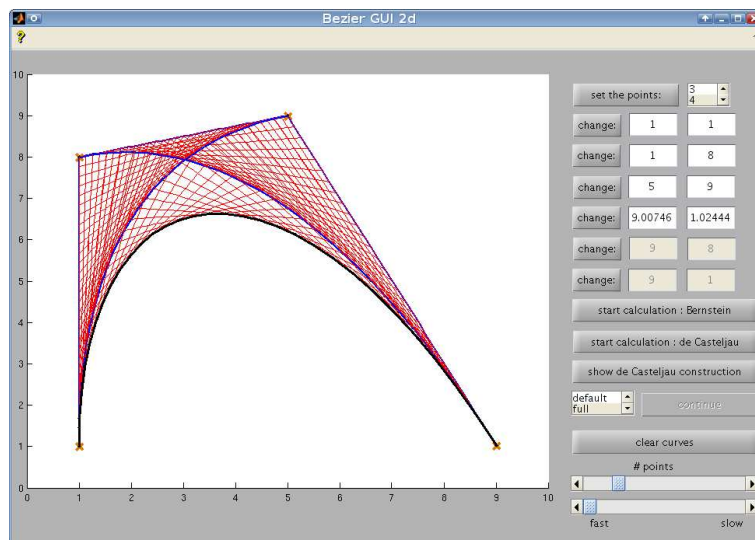 Bezier GUI 2d
?
10
9
8
7
6
5
4
3
2
1
0
0 1 2 3 4 5 6 7 8 9 10
set the points: 3
4
change: 1 1
change: 1 8
change: 5 9
change: 9.00746 1.02444
change: 9 8
change: 9 1
start calculation : Bernstein
start calculation : de Casteljau
show de Casteljau construction
default
full continue
clear curves
# points
fast slow